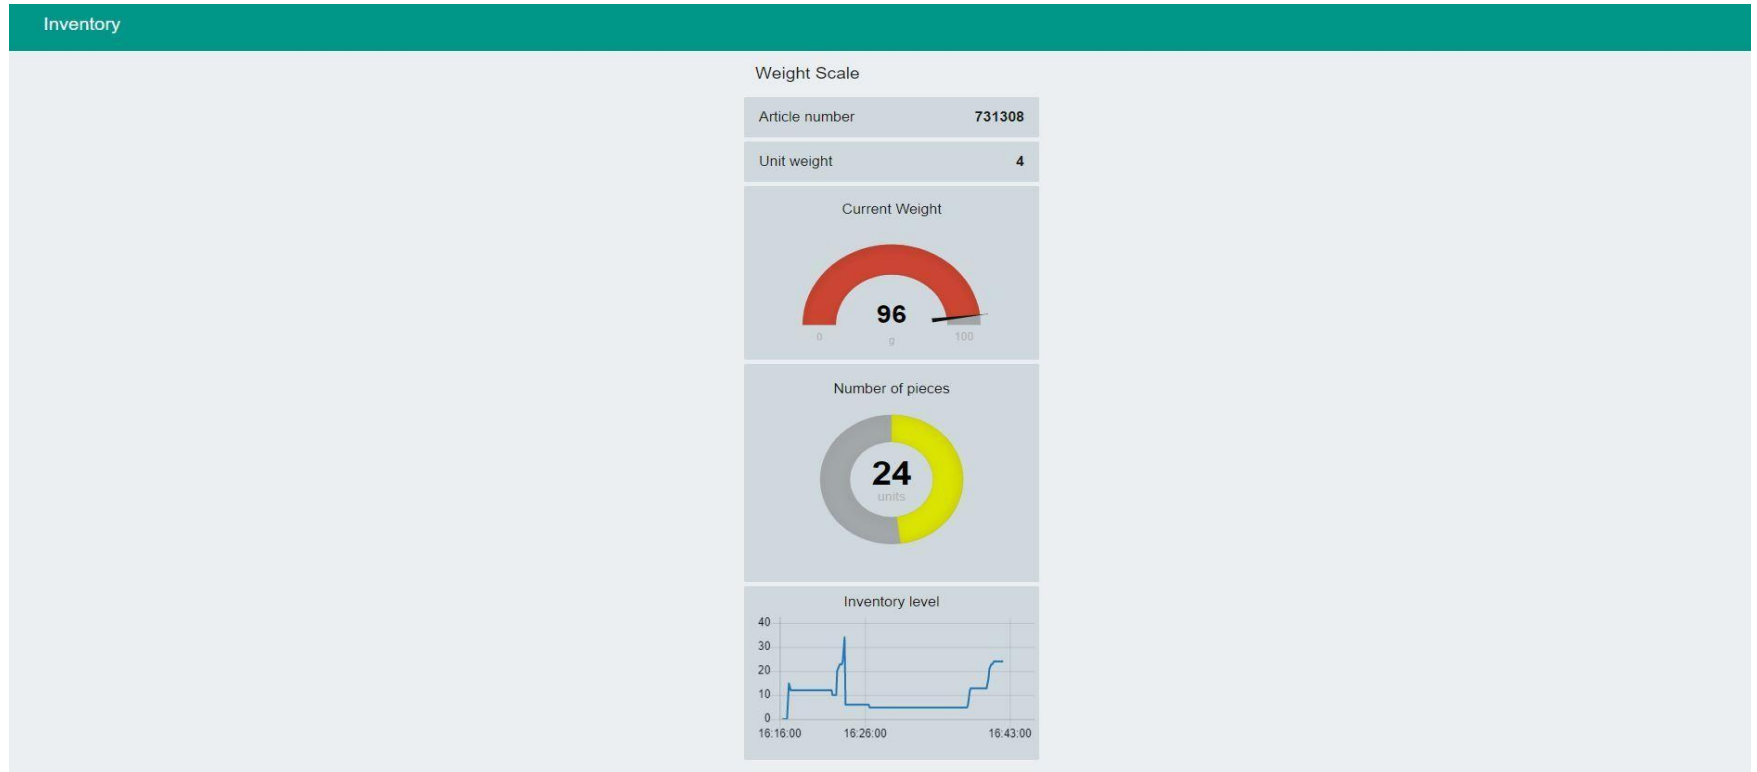 Inventory
Weight Scale
Article number 731308
Unit weight 4
Current Weight
96
0 g 100
Number of pieces
24
units
Inventory level
40
30
20
10
0
16:16:00 16:26:00 16:43:00